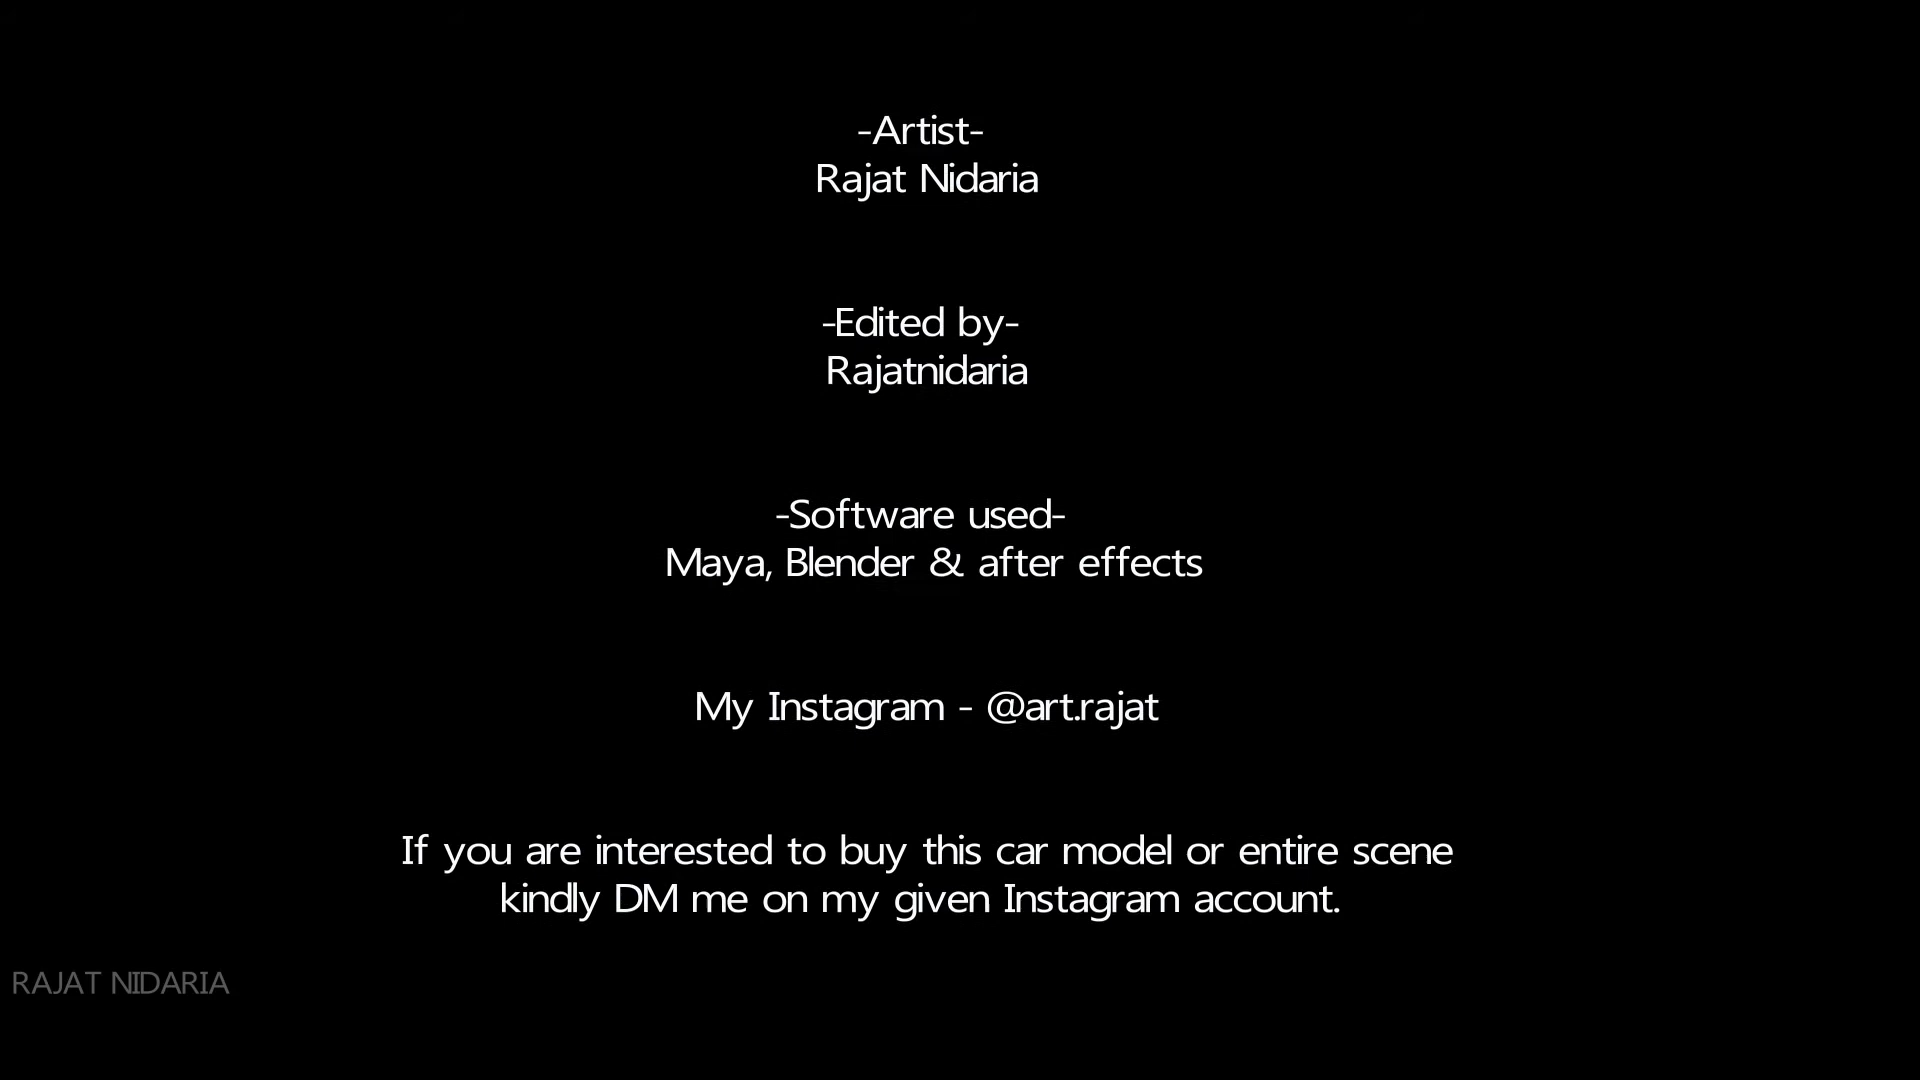 -Artist-
Rajat Nidaria
-Edited by-
Rajatnidaria
-Software used-
Maya, Blender & after effects
My Instagram - @art.rajat
If you are interested to buy this car model or entire scene
kindly DM me on my given Instagram account.
RAJAT NIDARIA